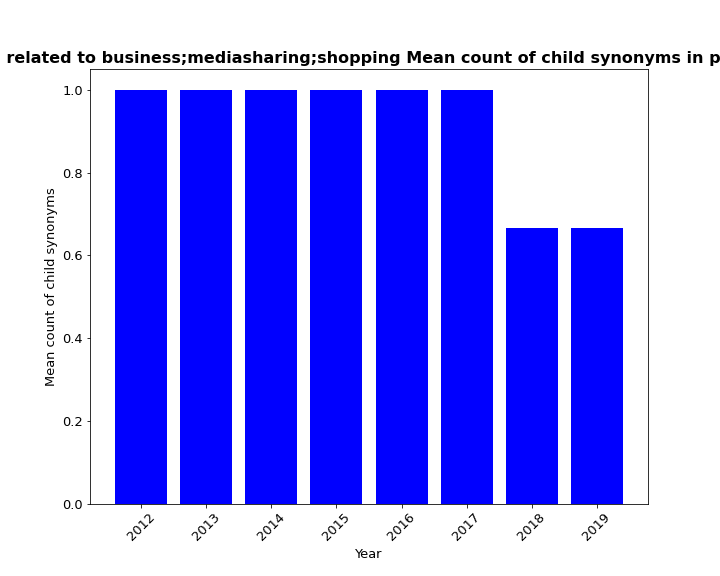 related to business;mediasharing;shopping Mean count of child synonyms in p
1.0
0.8
0.6
0.4
0.2
0.0
Mean count of child synonyms
2012 2013 2014 2015 2016 2017 2018 2019
Year